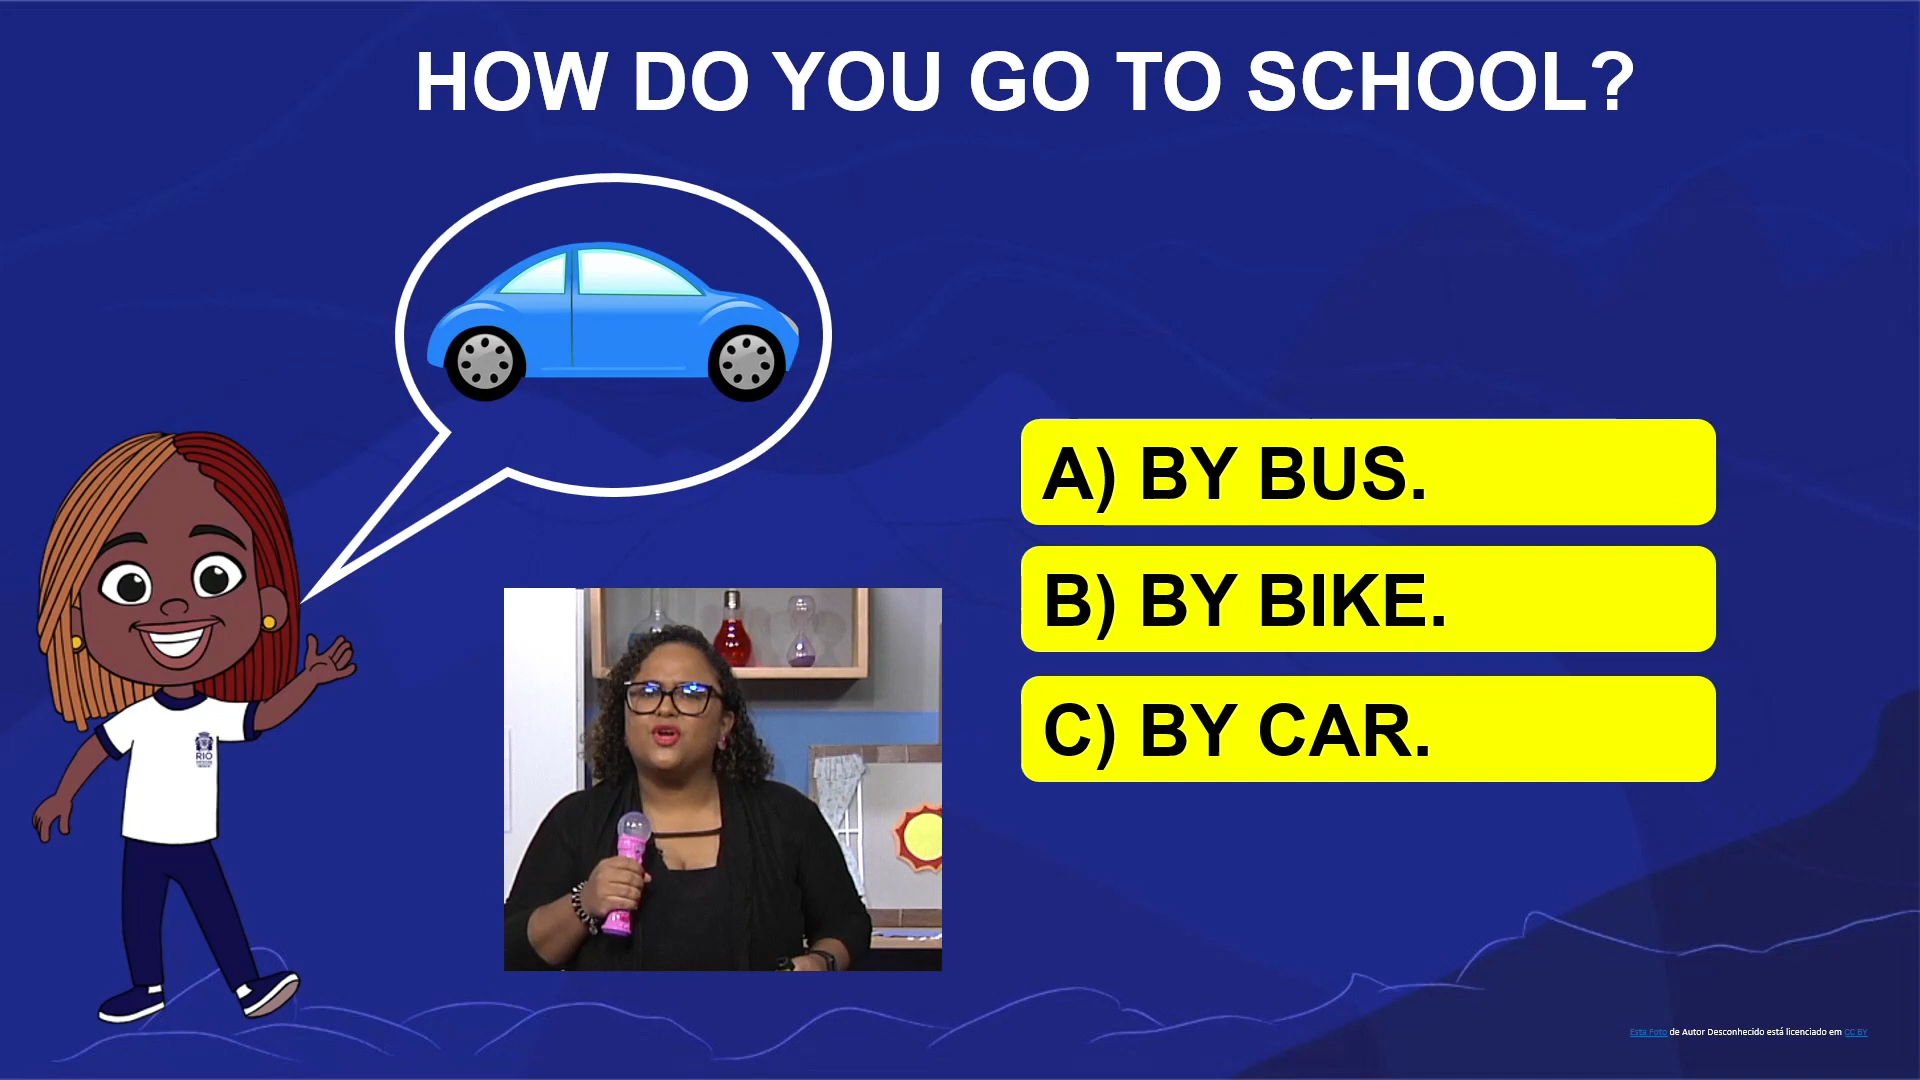 HOW DO YOU GO TO SCHOOL?
A) BY BUS.
B) BY BIKE.
C) BY CAR.
RIO
Esta Foto de Autor Desconhecido está licenciado em CC BY